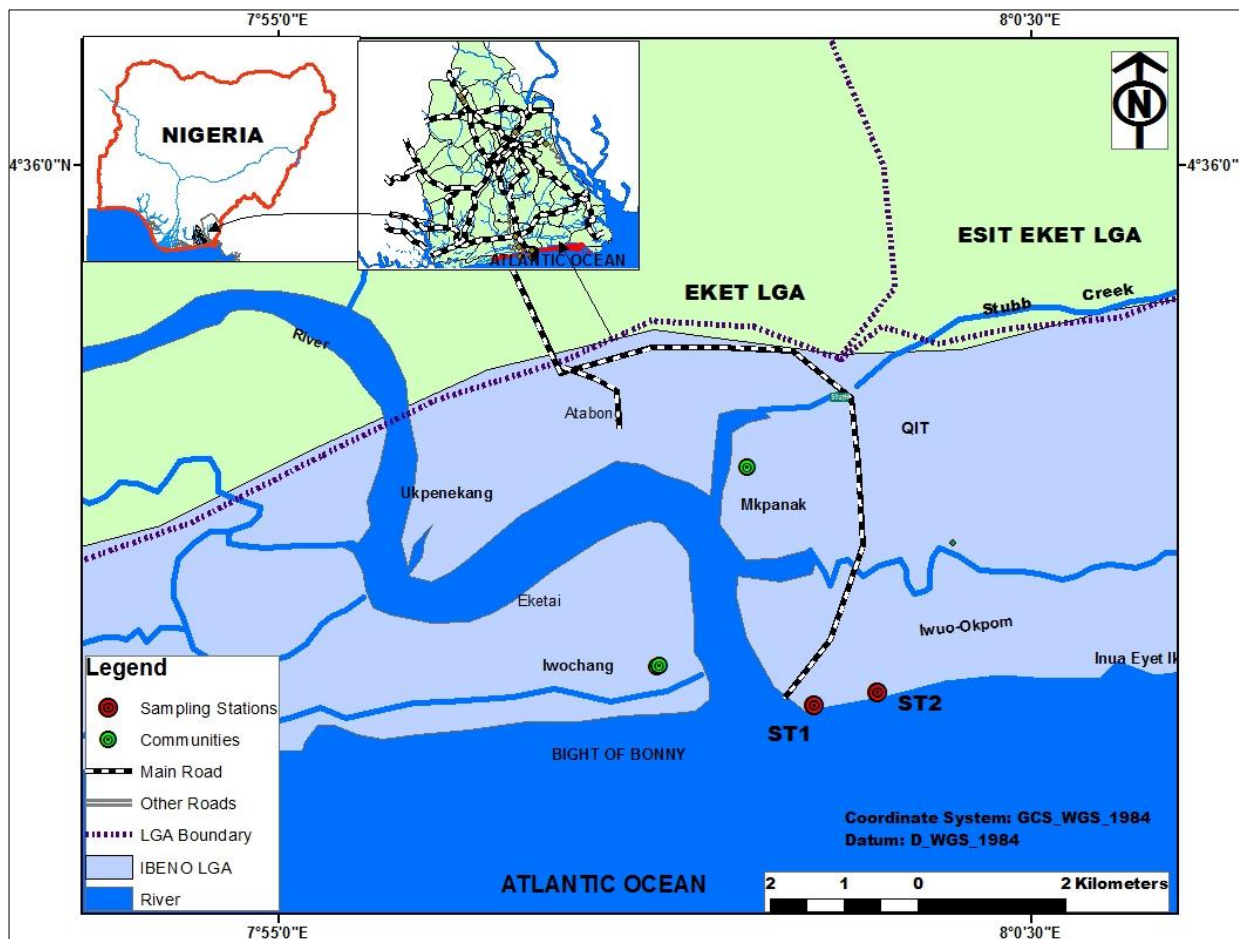 7°55'0"E
8°0'30"E
NIGERIA
N
4°36'0"N
4°36'0"N
ATLANTIC OCEAN
ESIT EKET LGA
EKET LGA
Stubb Creek
River
Atabon
QIT
Ukpenekang
Mkpanak
Eketai
Iwuo-Okpom
Iwochang
Inua Eyet Ik
ST2
ST1
BIGHT OF BONNY
Legend
Sampling Stations
Communities
Main Road
Other Roads
LGA Boundary
IBENO LGA
River
Coordinate System: GCS_WGS_1984
Datum: D_WGS_1984
ATLANTIC OCEAN
2 1 0 2 Kilometers
7°55'0"E
8°0'30"E